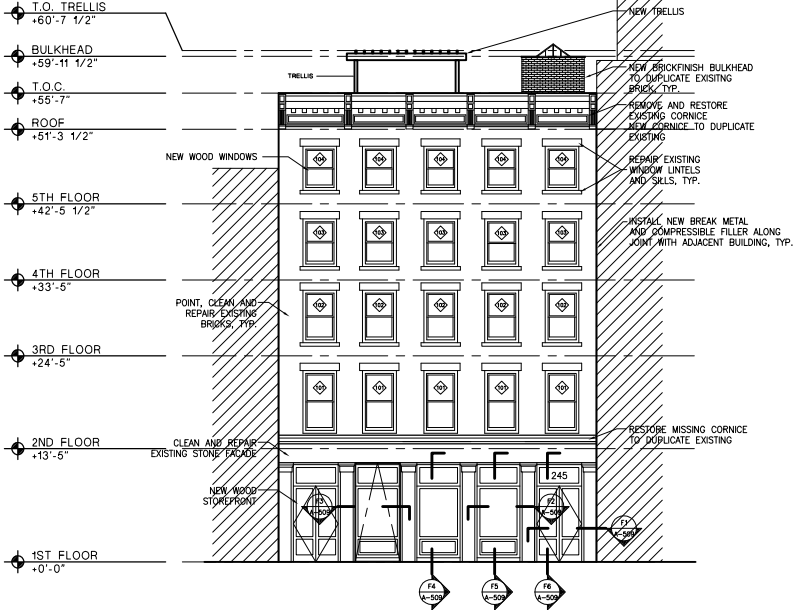 T.O. TRELLIS
+60'-7 1/2"
BULKHEAD
+59'-11 1/2"
T.O.C.
+55'-7"
ROOF
+51'-3 1/2"
5TH FLOOR
+42'-5 1/2"
4TH FLOOR
+33'-5"
3RD FLOOR
+24'-5"
2ND FLOOR
+13'-5"
1ST FLOOR
+0'-0"
TRELLIS
NEW WOOD WINDOWS
POINT, CLEAN AND
REPAIR EXISTING
BRICKS, TYP.
CLEAN AND REPAIR
EXISTING STONE FACADE
NEW WOOD
STOREFRONT
104 104 104 104 104
103 103 103 103 103
102 102 102 102 102
101 101 101 101 101
245
F3
A-509
F2
A-509
F1
A-509
F4
A-509
F5
A-509
F6
A-509
NEW TRELLIS
NEW BRICKFINISH BULKHEAD
TO DUPLICATE EXISITNG
BRICK, TYP.
REMOVE AND RESTORE
EXISTING CORNICE
NEW CORNICE TO DUPLICATE
EXISTING
REPAIR EXISTING
WINDOW LINTELS
AND SILLS, TYP.
INSTALL NEW BREAK METAL
AND COMPRESSIBLE FILLER ALONG
JOINT WITH ADJACENT BUILDING, TYP.
RESTORE MISSING CORNICE
TO DUPLICATE EXISTING